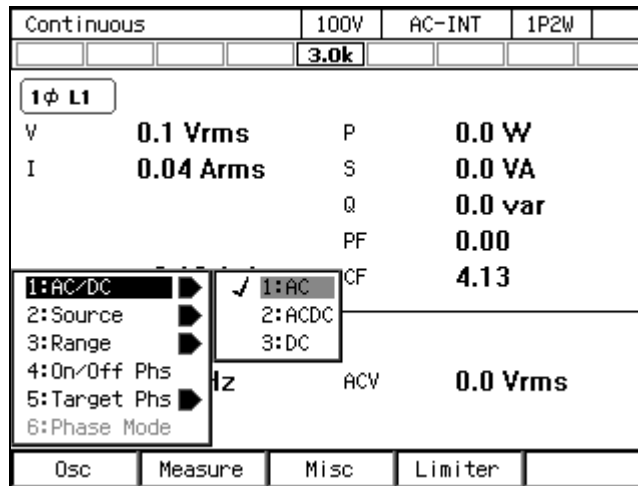 Continuous 100V AC-INT 1P2W
3.0k
1ϕ L1
V 0.1 Vrms P 0.0 W
I 0.04 Arms S 0.0 VA
Q 0.0 var
PF 0.00
CF 4.13
1:AC/DC ✓ 1:AC
2:Source 2:ACDC
3:Range 3:DC
4:On/Off Phs
Hz ACV 0.0 Vrms
5:Target Phs
6:Phase Mode
Osc Measure Misc Limiter